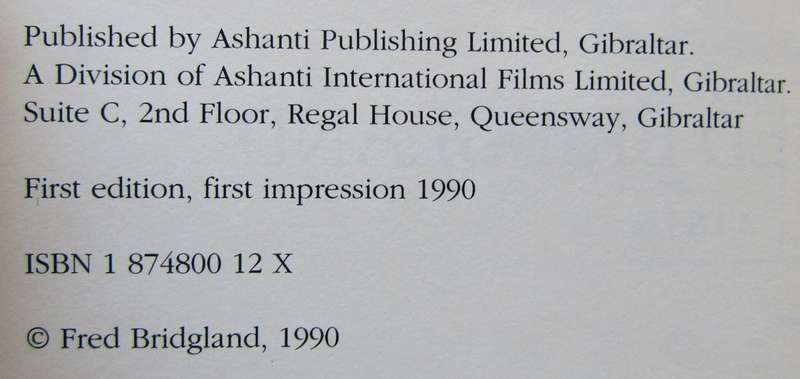 Published by Ashanti Publishing Limited, Gibraltar.
A Division of Ashanti International Films Limited, Gibraltar.
Suite C, 2nd Floor, Regal House, Queensway, Gibraltar
First edition, first impression 1990
ISBN 1 874800 12 X
© Fred Bridgland, 1990